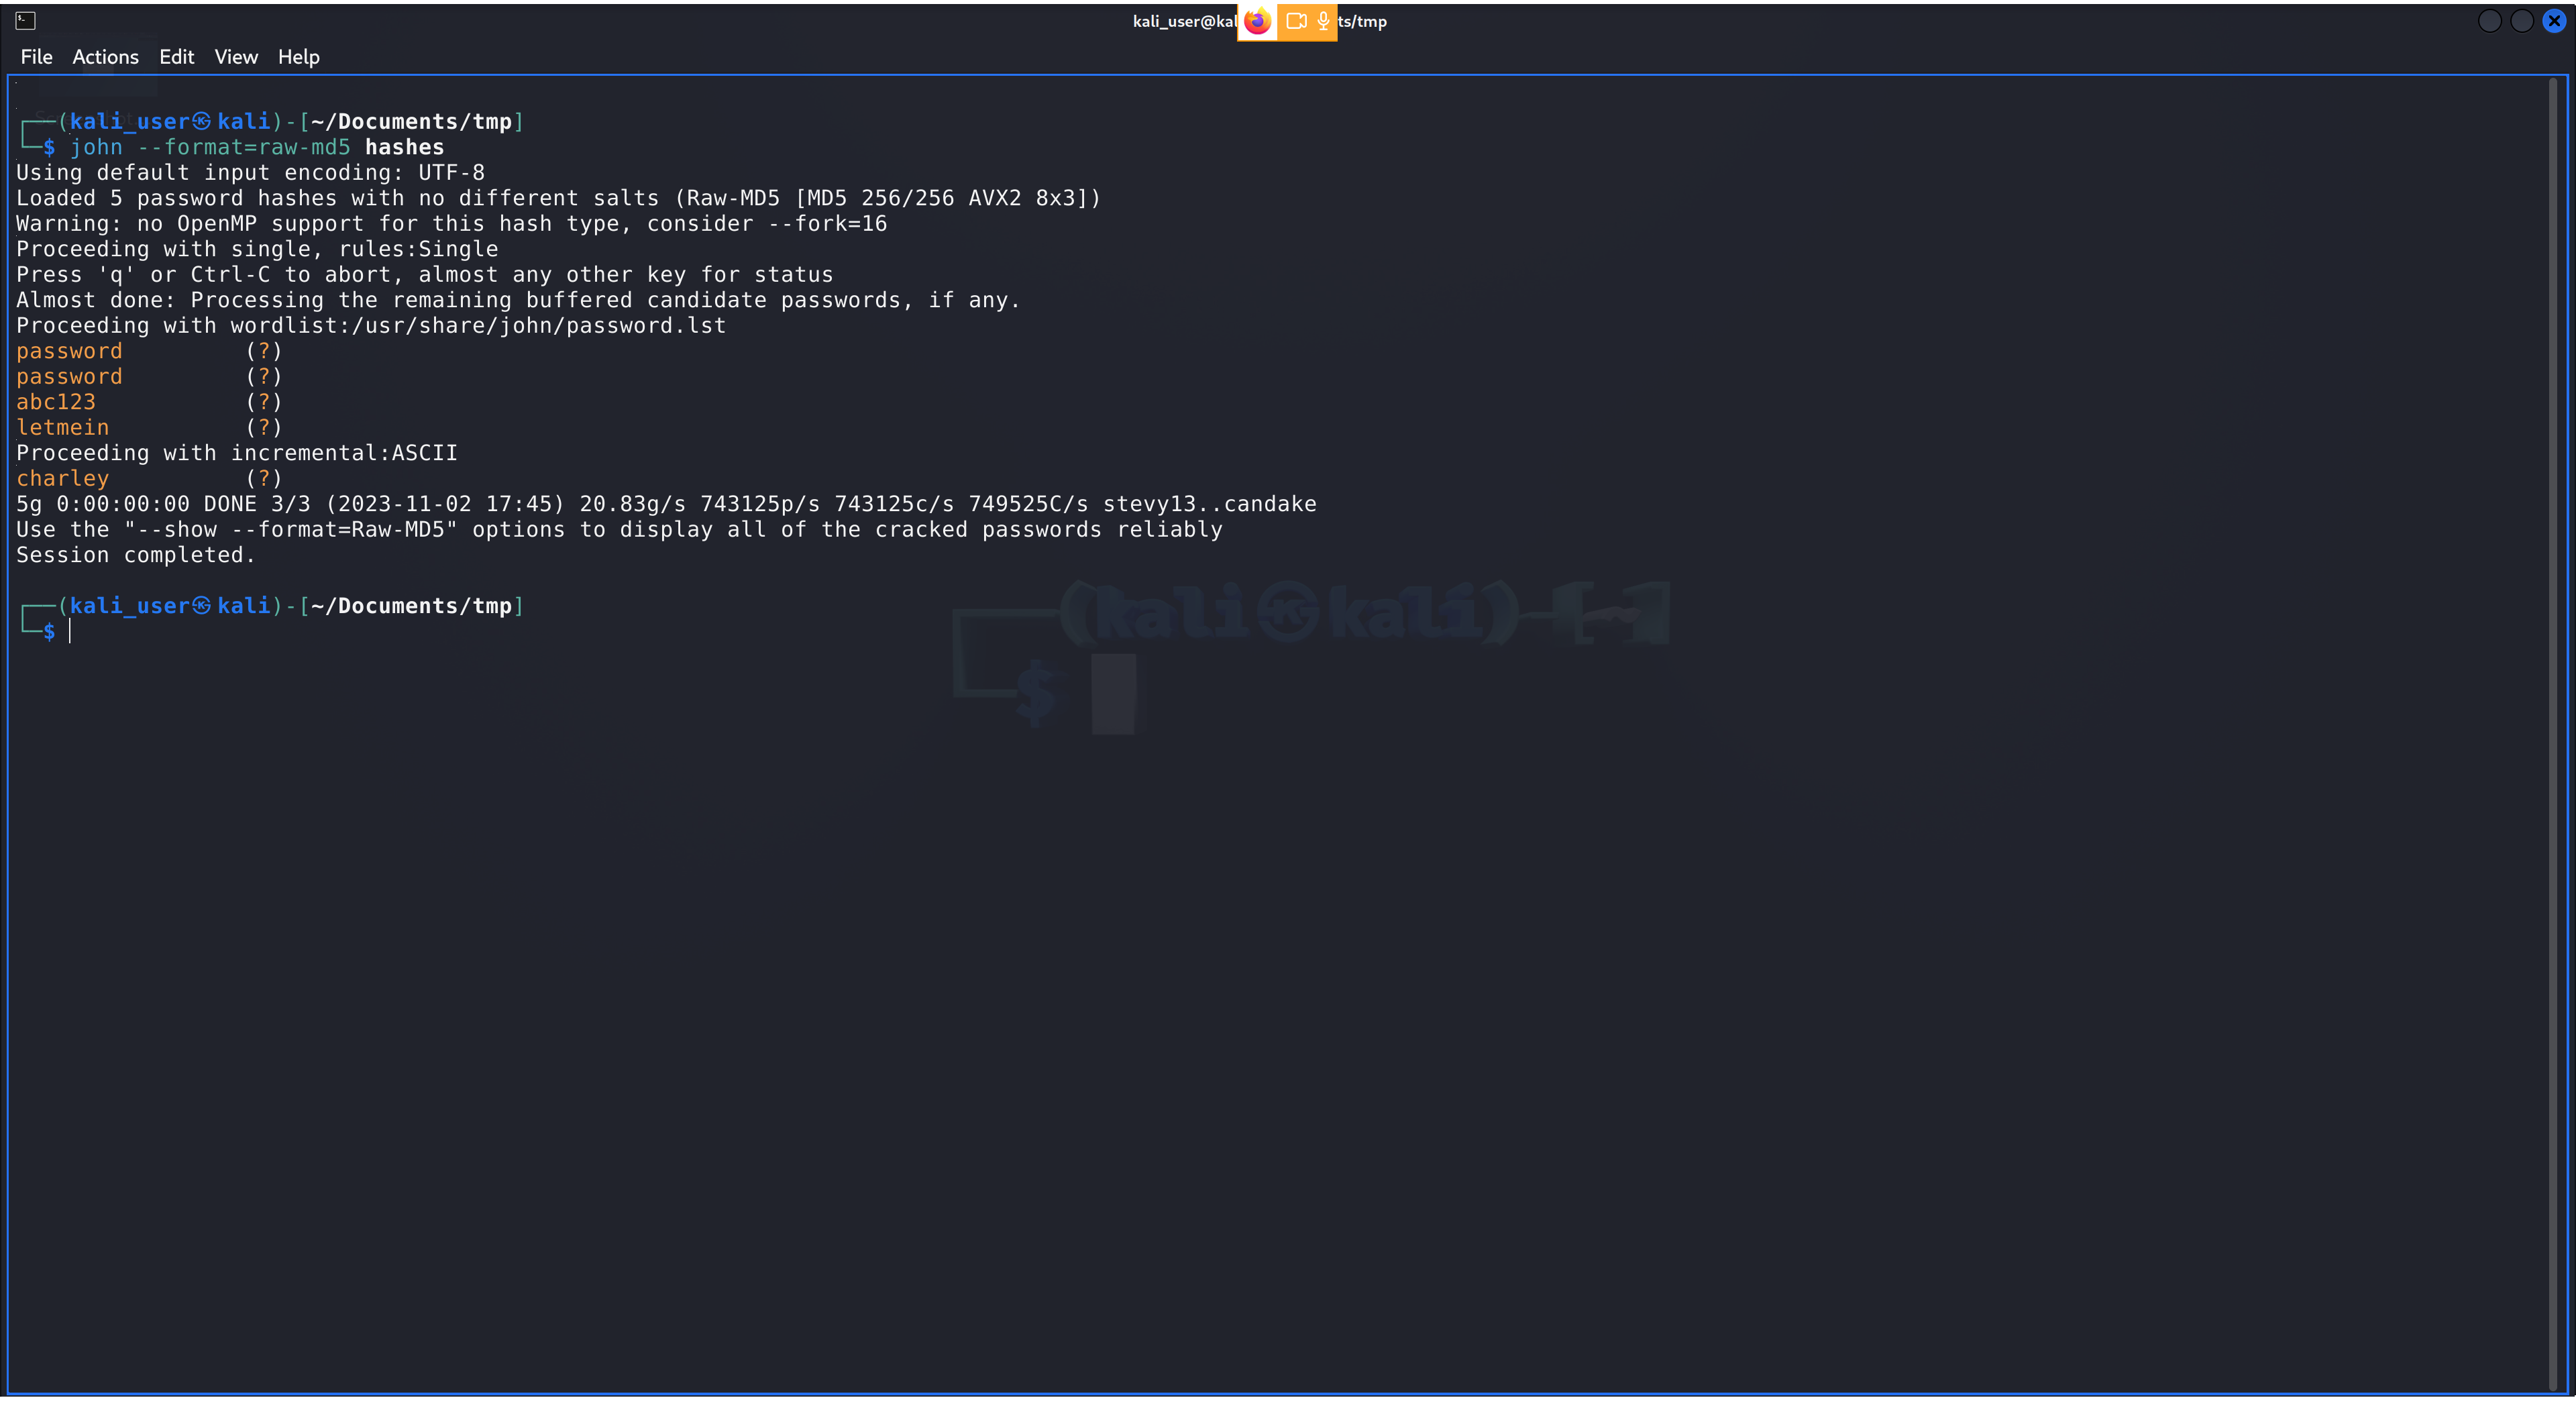 kali_user@kal ts/tmp
File Actions Edit View Help
┌──(kali_user㉿kali)-[~/Documents/tmp]
└─$ john --format=raw-md5 hashes
Using default input encoding: UTF-8
Loaded 5 password hashes with no different salts (Raw-MD5 [MD5 256/256 AVX2 8x3])
Warning: no OpenMP support for this hash type, consider --fork=16
Proceeding with single, rules:Single
Press 'q' or Ctrl-C to abort, almost any other key for status
Almost done: Processing the remaining buffered candidate passwords, if any.
Proceeding with wordlist:/usr/share/john/password.lst
password (?)
password (?)
abc123 (?)
letmein (?)
Proceeding with incremental:ASCII
charley (?)
5g 0:00:00:00 DONE 3/3 (2023-11-02 17:45) 20.83g/s 743125p/s 743125c/s 749525C/s stevy13..candake
Use the "--show --format=Raw-MD5" options to display all of the cracked passwords reliably
Session completed.
┌──(kali_user㉿kali)-[~/Documents/tmp]
└─$
┌──(kali㉿kali)-[~]
└─$